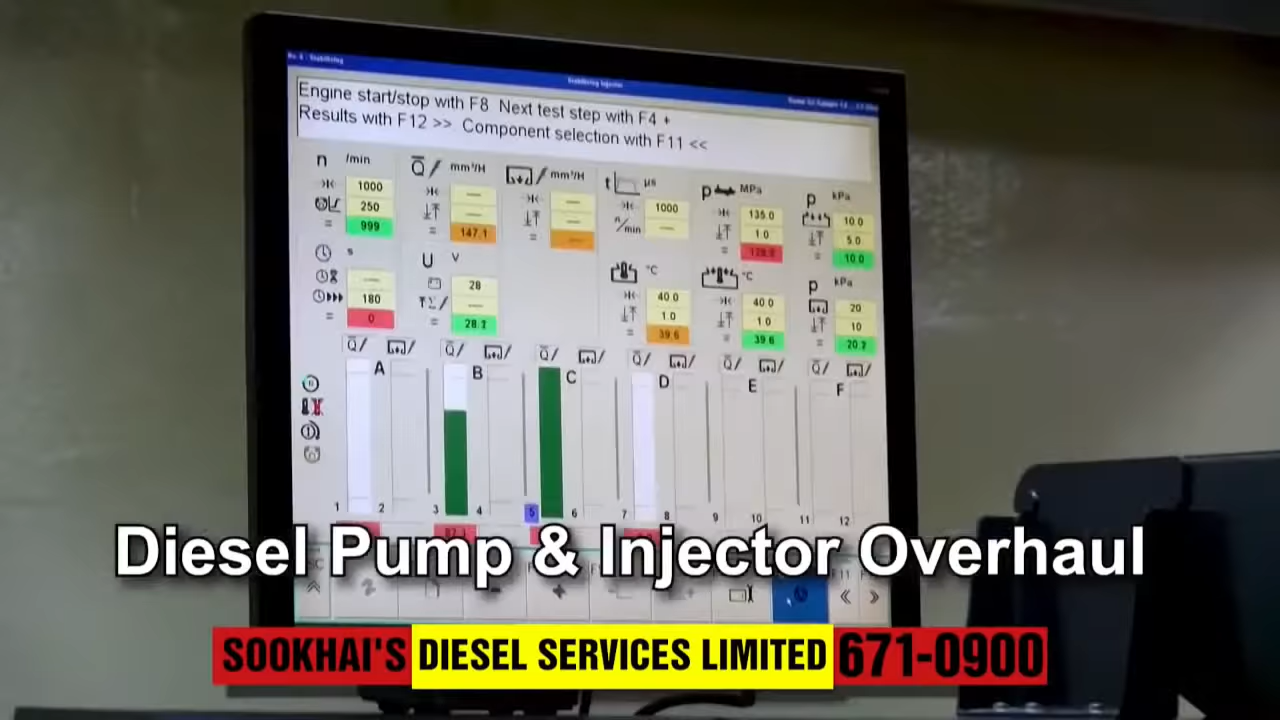 Stabilizing Injector
Engine start/stop with F8 Next test step with F4 +
Results with F12 >> Component selection with F11 <<
n /min
Q / mm³/H
/ mm³/H
t µs
p MPa
p kPa
1000
250
= 999
= 147.1
=
1000
n/min
135.0
1.0
=
10.0
5.0
= 10.0
s
U V
°C
°C
p kPa
180
= 0
28
Σ /
= 28.2
40.0
1.0
= 39.6
40.0
1.0
= 39.6
20
10
= 20.2
Q / / Q / / Q / / Q / / Q / / Q / /
A B C D E F
1 2 3 4 5 6 7 8 9 10 11 12
Diesel Pump & Injector Overhaul
F11
SOOKHAI'S DIESEL SERVICES LIMITED 671-0900